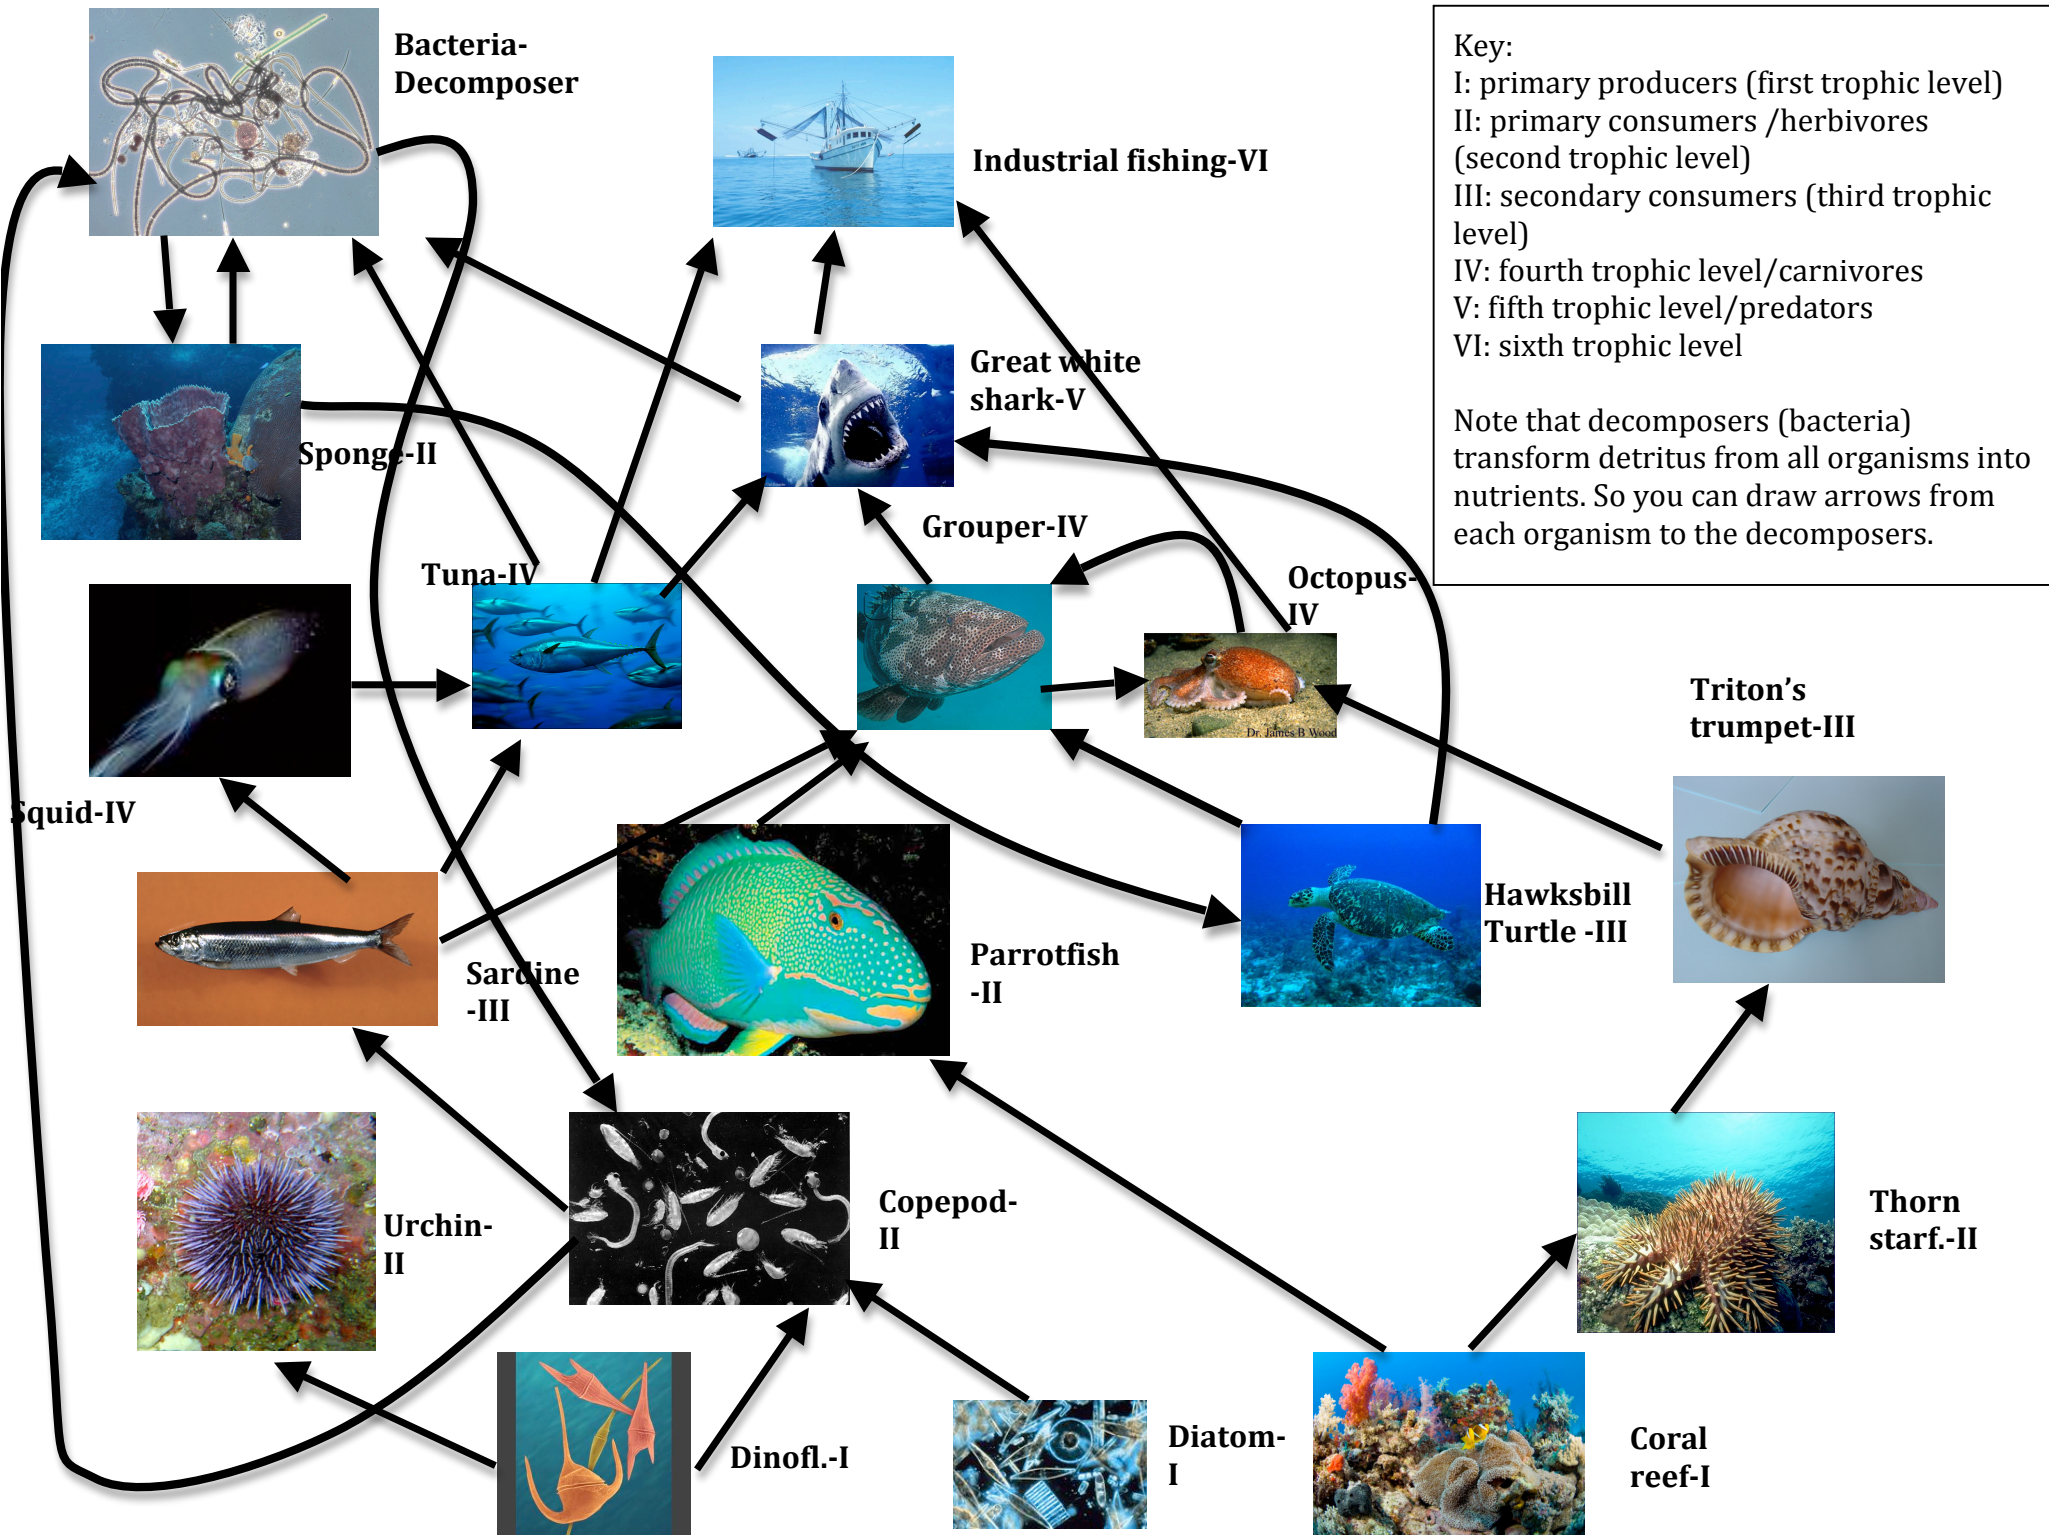 Bacteria-
Decomposer
Industrial fishing-VI
Key:
I: primary producers (first trophic level)
II: primary consumers /herbivores
(second trophic level)
III: secondary consumers (third trophic
level)
IV: fourth trophic level/carnivores
V: fifth trophic level/predators
VI: sixth trophic level
Note that decomposers (bacteria)
transform detritus from all organisms into
nutrients. So you can draw arrows from
each organism to the decomposers.
Great white
shark-V
Sponge-II
Grouper-IV
Tuna-IV
Octopus-
IV
Dr. James B Wood
Triton’s
trumpet-III
Squid-IV
Hawksbill
Turtle -III
Sardine
-III
Parrotfish
-II
Urchin-
II
Copepod-
II
Thorn
starf.-II
Dinofl.-I
Diatom-
I
Coral
reef-I